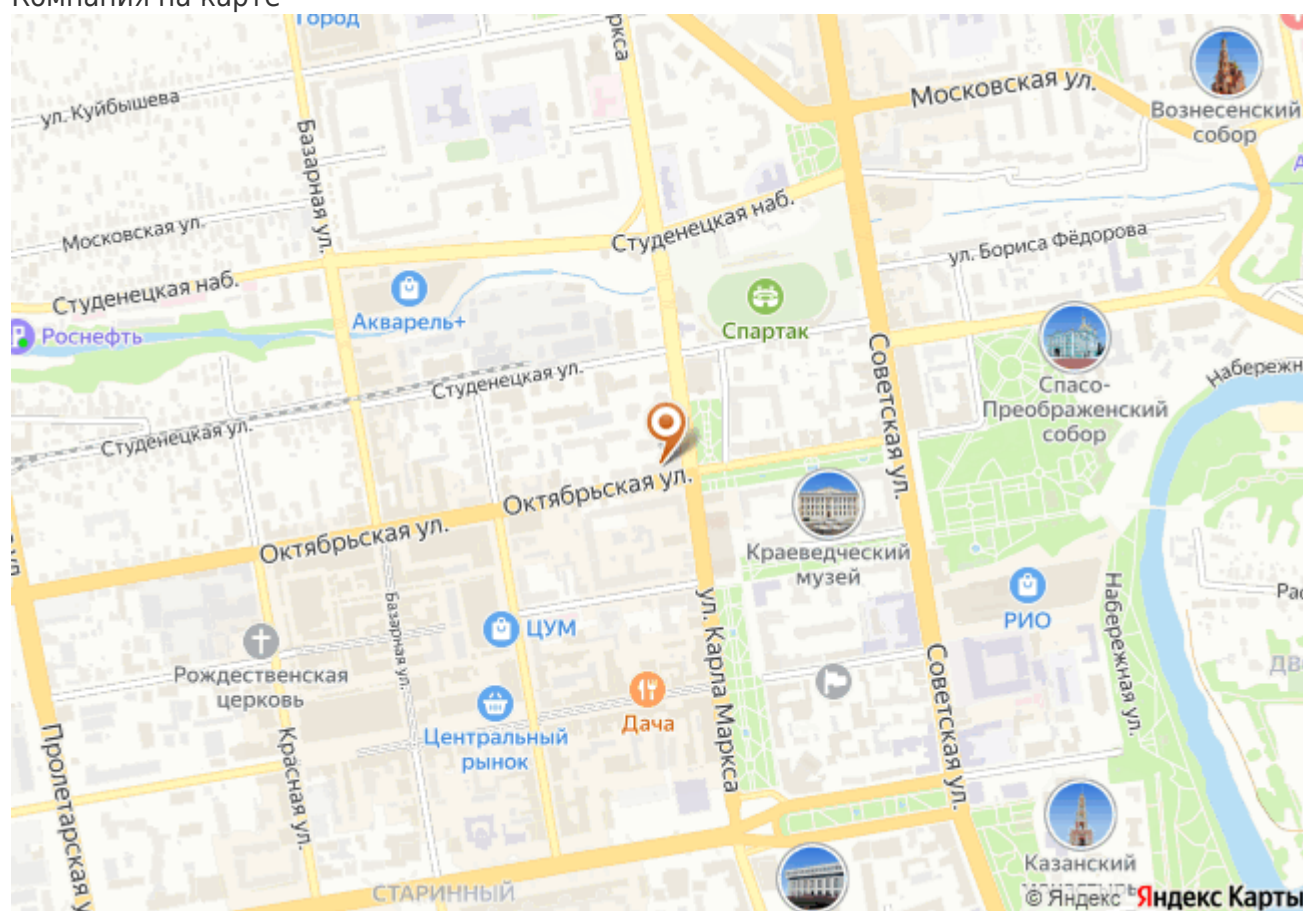 Компания на карте
Город
ркса
Московская ул.
Вознесенский
собор
ул. Куйбышева
Базарная ул.
Московская ул.
Студенецкая наб.
ул. Бориса Фёдорова
Студенецкая наб.
Акварель+
Спартак
Роснефть
Советская ул.
Спасо-
Преображенский
собор
Набережн
Студенецкая ул.
Студенецкая ул.
Октябрьская ул.
Октябрьская ул.
Краеведческий
музей
РИО
Набережная ул.
Рас
ДВ
Базарная ул.
ЦУМ
ул. Карла Маркса
Рождественская
церковь
Дача
Советская ул.
Центральный
рынок
Пролетарская у
Красная ул.
Казанский
СТАРИННЫЙ
© Яндекс Яндекс Карты